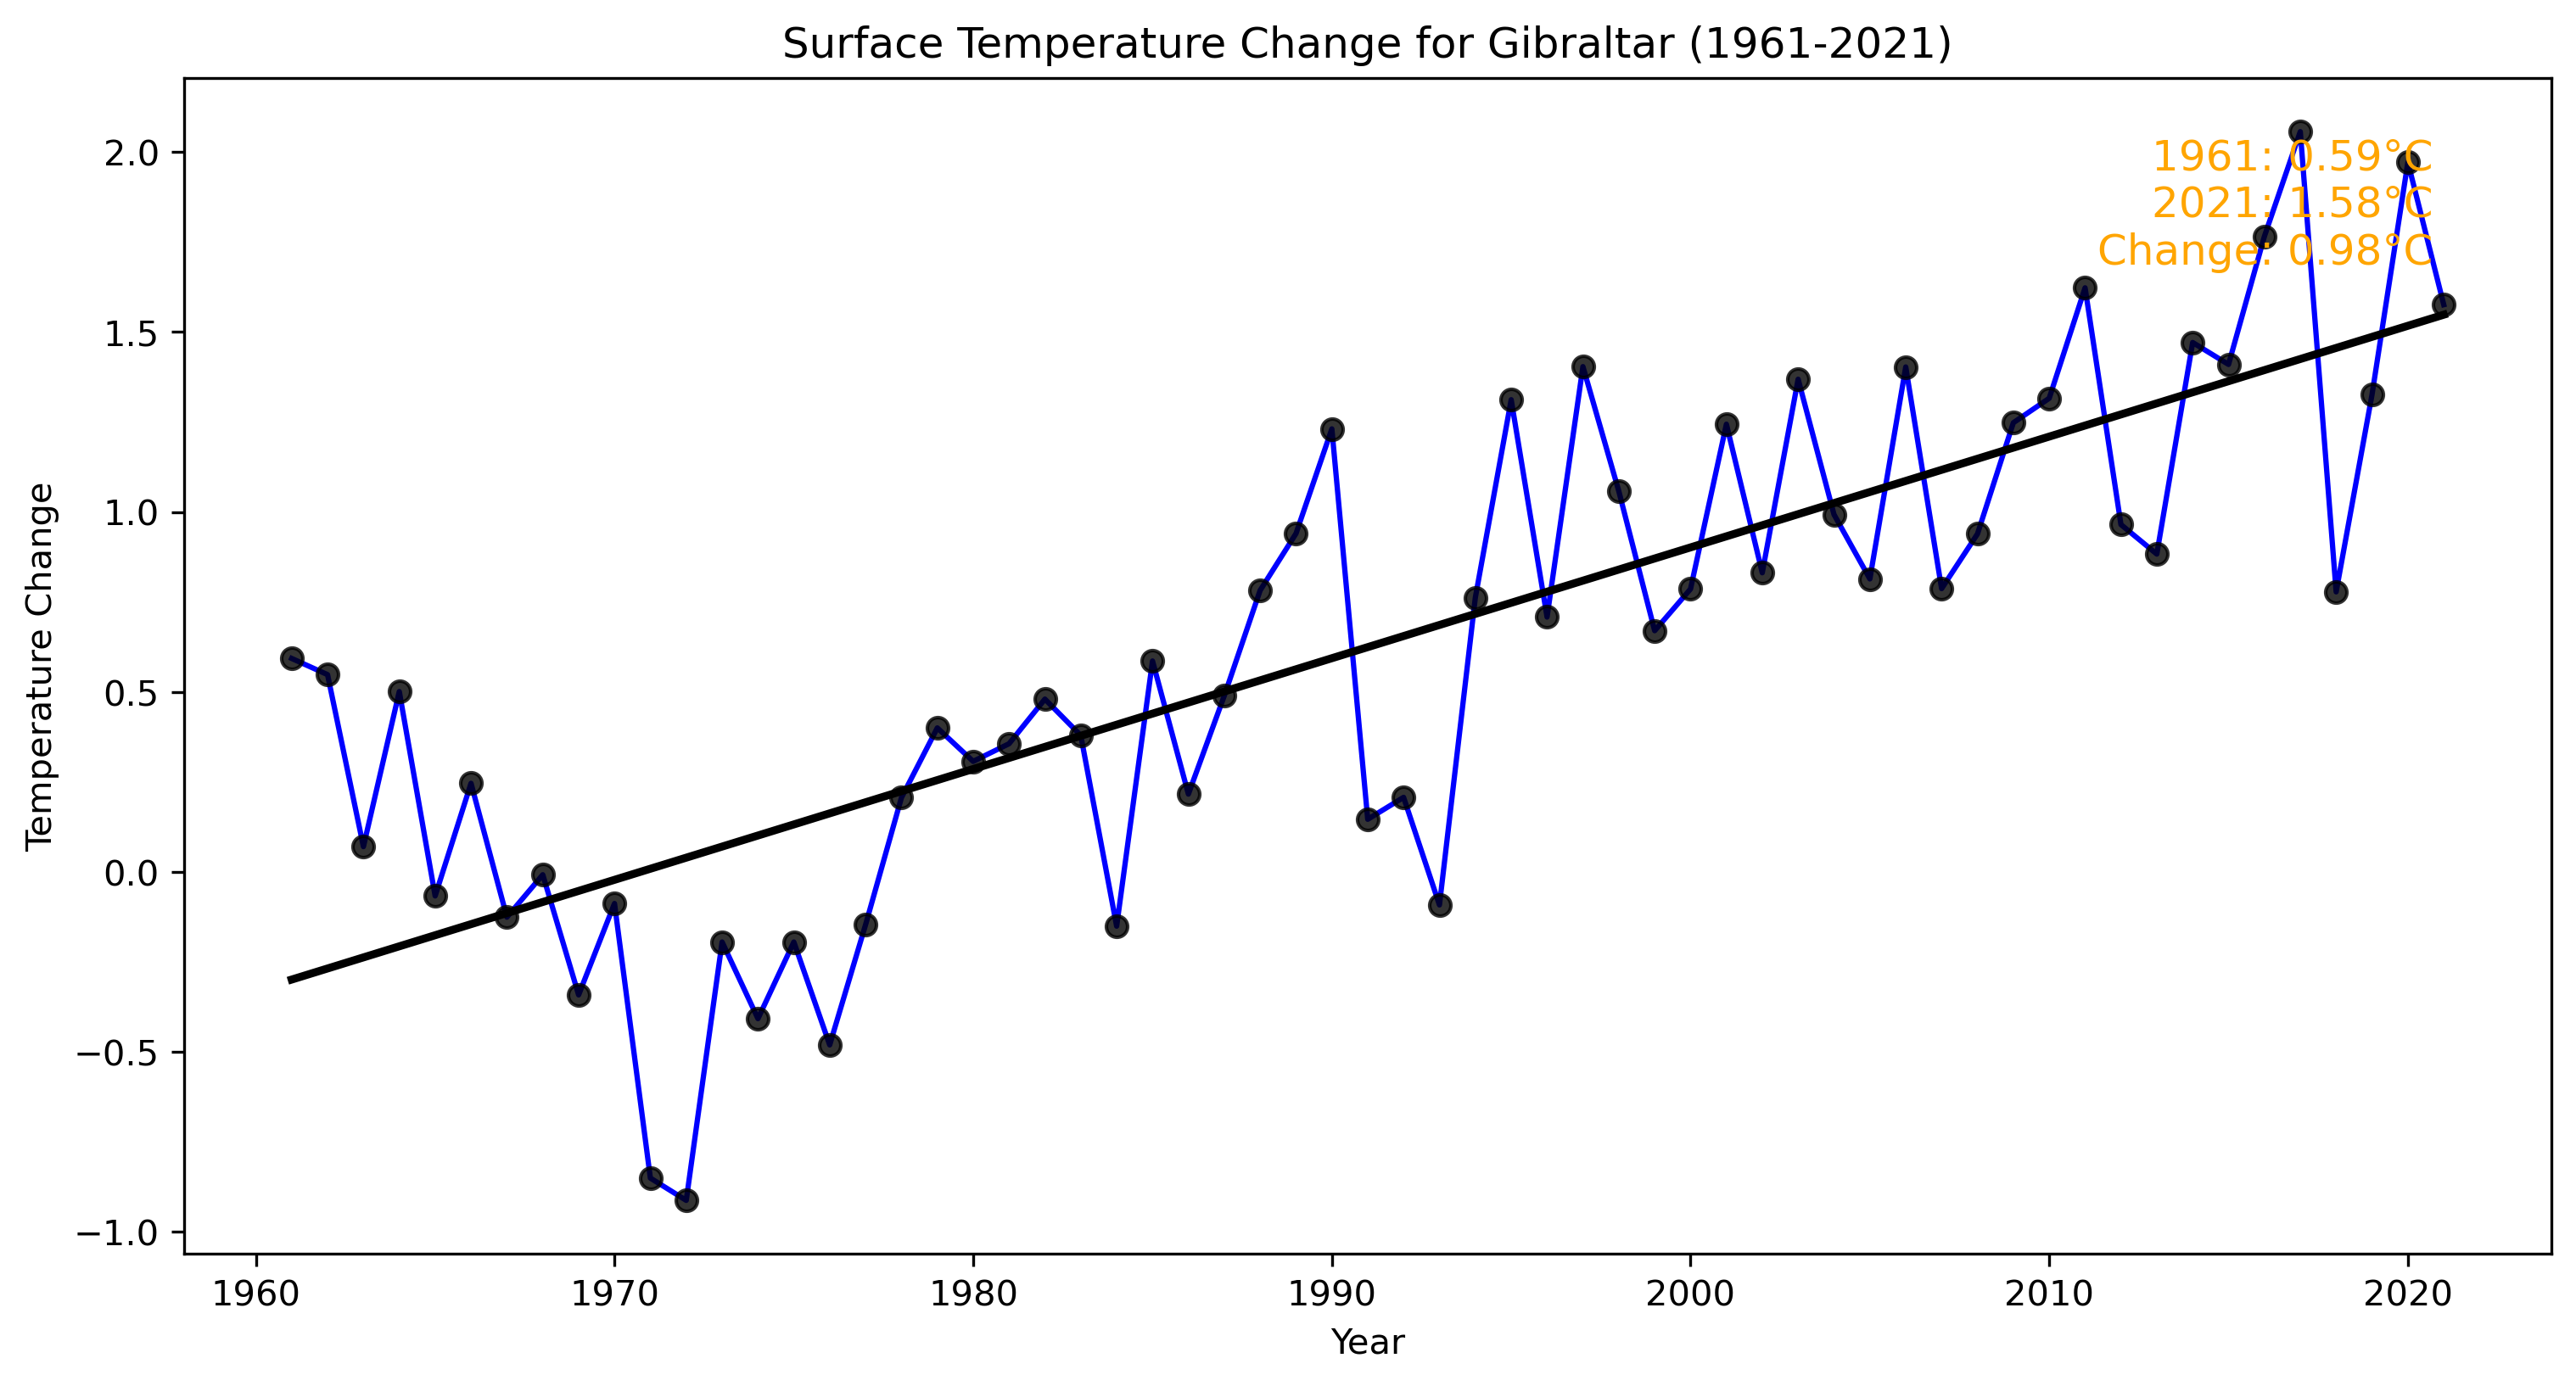 Surface Temperature Change for Gibraltar (1961-2021)
1961: 0.59°C
2021: 1.58°C
Change: 0.98°C
Temperature Change
2.0
1.5
1.0
0.5
0.0
−0.5
−1.0
1960 1970 1980 1990 2000 2010 2020
Year